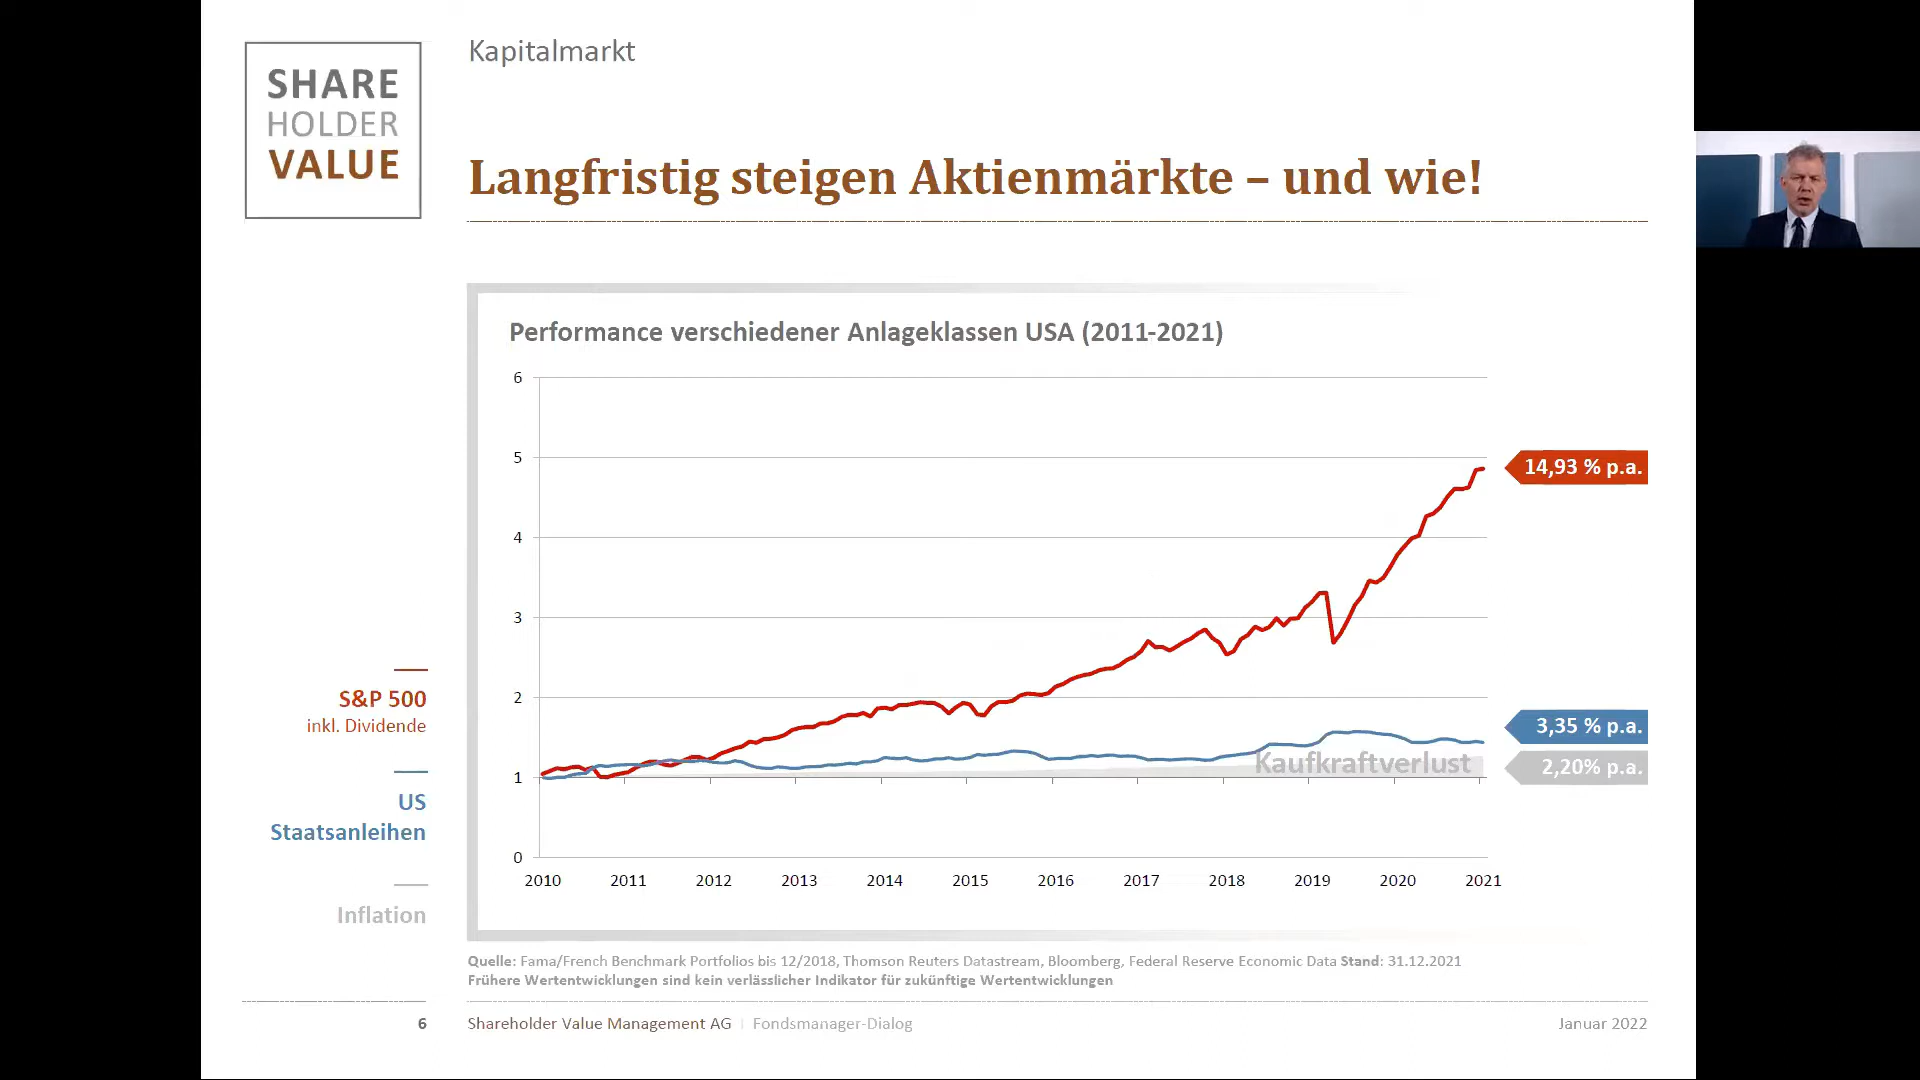 SHARE
HOLDER
VALUE
Kapitalmarkt
Langfristig steigen Aktienmärkte – und wie!
Performance verschiedener Anlageklassen USA (2011-2021)
6
5
4
3
2
1
0
2010 2011 2012 2013 2014 2015 2016 2017 2018 2019 2020 2021
14,93 % p.a.
3,35 % p.a.
2,20% p.a.
Kaufkraftverlust
S&P 500
inkl. Dividende
US
Staatsanleihen
Inflation
Quelle: Fama/French Benchmark Portfolios bis 12/2018, Thomson Reuters Datastream, Bloomberg, Federal Reserve Economic Data Stand: 31.12.2021
Frühere Wertentwicklungen sind kein verlässlicher Indikator für zukünftige Wertentwicklungen
6 Shareholder Value Management AG | Fondsmanager-Dialog Januar 2022